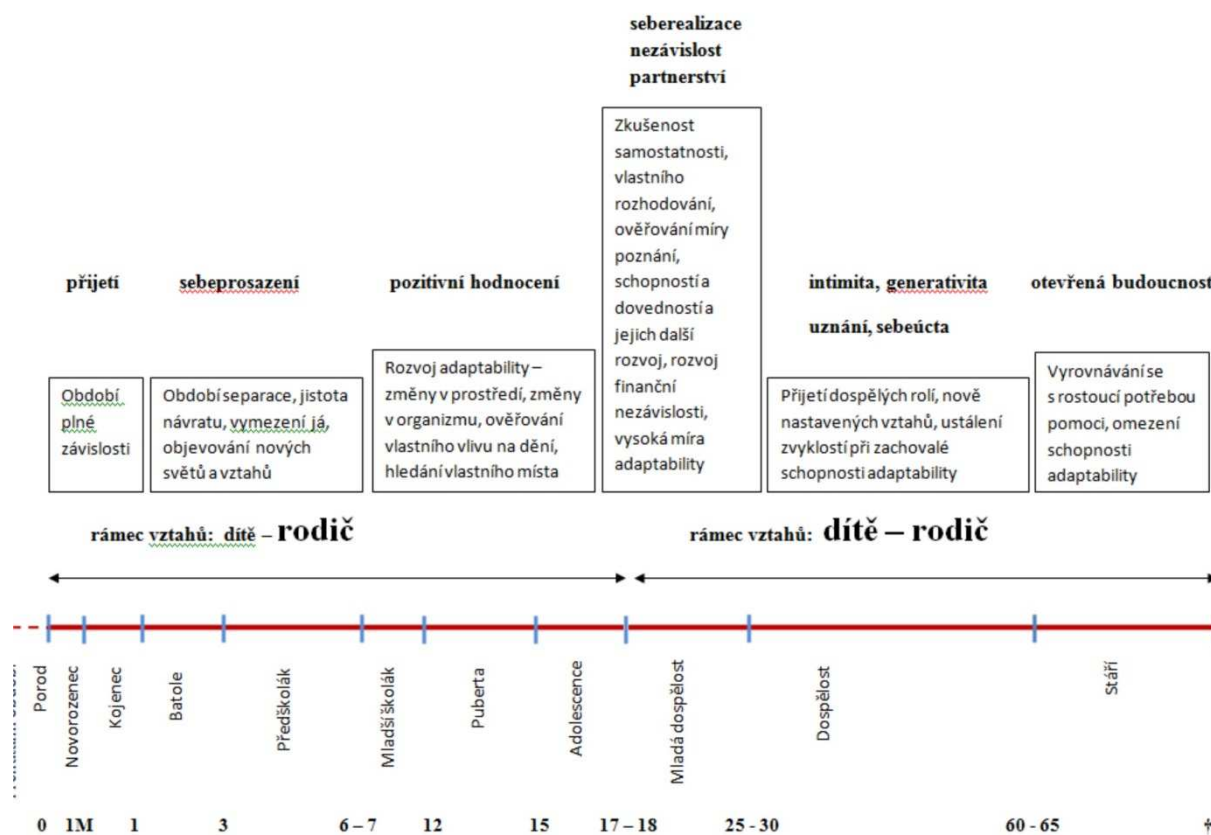 seberealizace
nezávislost
partnerství
přijetí
sebeprosazení
pozitivní hodnocení
intimita, generativita
uznání, sebeúcta
otevřená budoucnost
Období
plné
závislosti
Období separace, jistota
návratu, vymezení já,
objevování nových
světů a vztahů
Rozvoj adaptability –
změny v prostředí, změny
v organizmu, ověřování
vlastního vlivu na dění,
hledání vlastního místa
Zkušenost
samostatnosti,
vlastního
rozhodování,
ověřování míry
poznání,
schopností a
dovedností a
jejich další
rozvoj, rozvoj
finanční
nezávislosti,
vysoká míra
adaptability
Přijetí dospělých rolí, nově
nastavených vztahů, ustálení
zvyklostí při zachovalé
schopnosti adaptability
Vyrovnávání se
s rostoucí potřebou
pomoci, omezení
schopnosti
adaptability
rámec vztahů: dítě – rodič
rámec vztahů: dítě – rodič
Porod
Novorozenec
Kojenec
Batole
Předškolák
Mladší školák
Puberta
Adolescence
Mladá dospělost
Dospělost
Stáří
0 1M 1 3 6 – 7 12 15 17 – 18 25 - 30 60 - 65 †